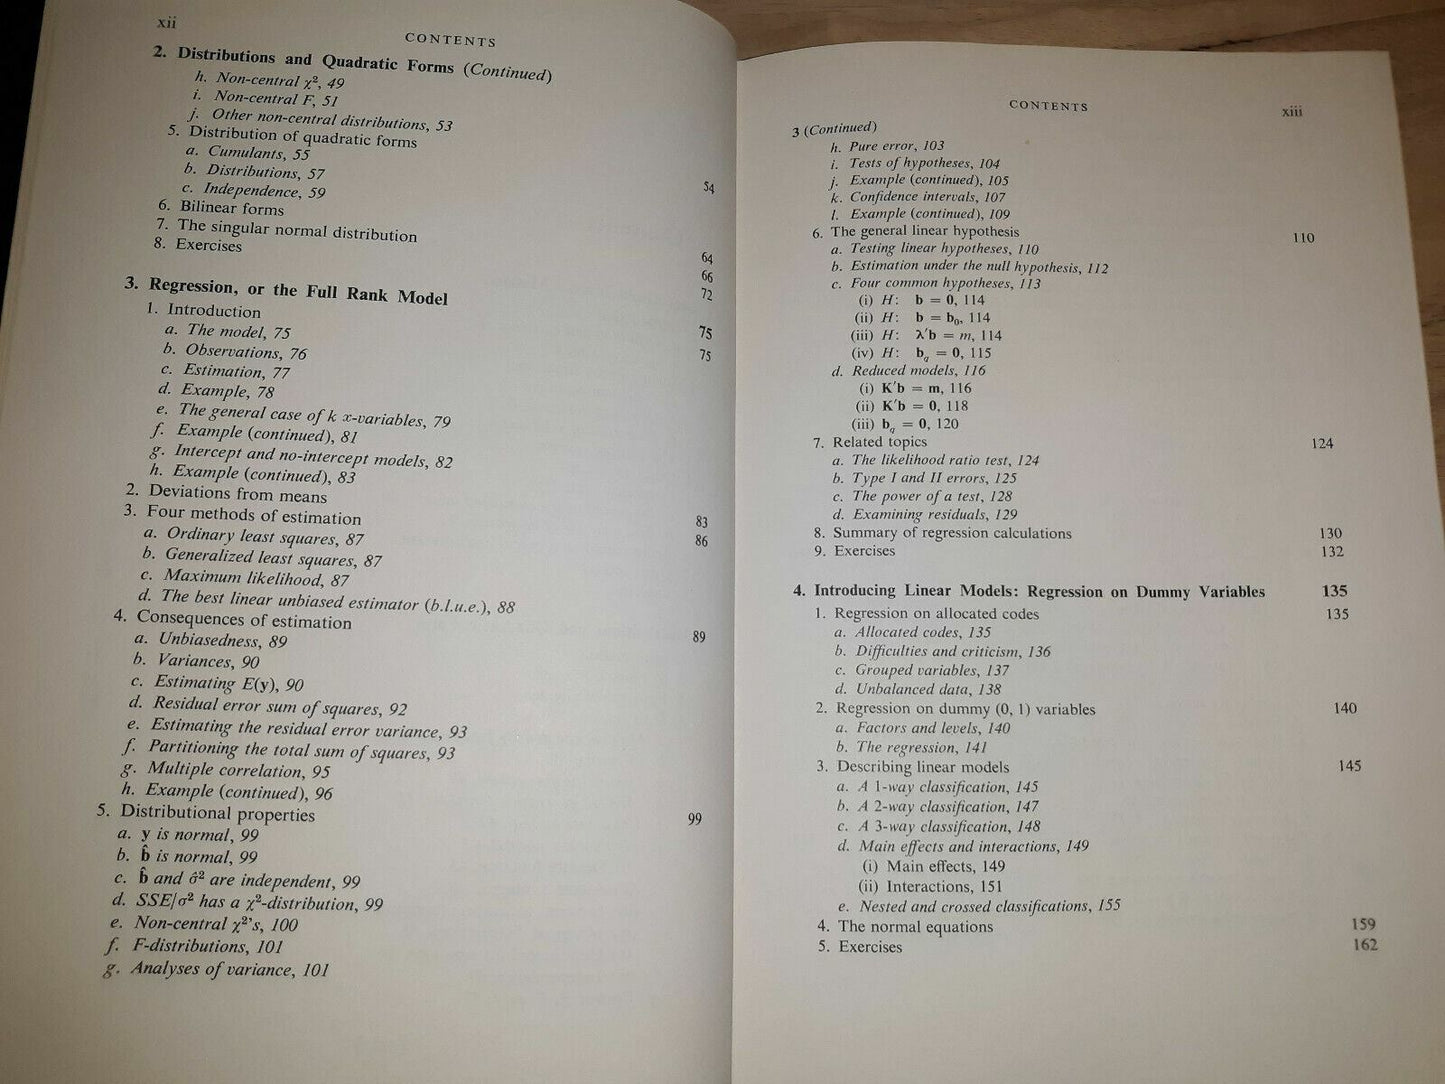 xii
CONTENTS
2. Distributions and Quadratic Forms (Continued)
h. Non-central χ², 49
i. Non-central F, 51
j. Other non-central distributions, 53
5. Distribution of quadratic forms 54
a. Cumulants, 55
b. Distributions, 57
c. Independence, 59
6. Bilinear forms 64
7. The singular normal distribution 66
8. Exercises 72
3. Regression, or the Full Rank Model 75
1. Introduction 75
a. The model, 75
b. Observations, 76
c. Estimation, 77
d. Example, 78
e. The general case of k x-variables, 79
f. Example (continued), 81
g. Intercept and no-intercept models, 82
h. Example (continued), 83
2. Deviations from means 83
3. Four methods of estimation 86
a. Ordinary least squares, 87
b. Generalized least squares, 87
c. Maximum likelihood, 87
d. The best linear unbiased estimator (b.l.u.e.), 88
4. Consequences of estimation 89
a. Unbiasedness, 89
b. Variances, 90
c. Estimating E(y), 90
d. Residual error sum of squares, 92
e. Estimating the residual error variance, 93
f. Partitioning the total sum of squares, 93
g. Multiple correlation, 95
h. Example (continued), 96
5. Distributional properties 99
a. y is normal, 99
b. b̂ is normal, 99
c. b̂ and σ̂² are independent, 99
d. SSE/σ² has a χ²-distribution, 99
e. Non-central χ²'s, 100
f. F-distributions, 101
g. Analyses of variance, 101
CONTENTS xiii
3 (Continued)
h. Pure error, 103
i. Tests of hypotheses, 104
j. Example (continued), 105
k. Confidence intervals, 107
l. Example (continued), 109
6. The general linear hypothesis 110
a. Testing linear hypotheses, 110
b. Estimation under the null hypothesis, 112
c. Four common hypotheses, 113
(i) H: b = 0, 114
(ii) H: b = b₀, 114
(iii) H: λ'b = m, 114
(iv) H: b_q = 0, 115
d. Reduced models, 116
(i) K'b = m, 116
(ii) K'b = 0, 118
(iii) b_q = 0, 120
7. Related topics 124
a. The likelihood ratio test, 124
b. Type I and II errors, 125
c. The power of a test, 128
d. Examining residuals, 129
8. Summary of regression calculations 130
9. Exercises 132
4. Introducing Linear Models: Regression on Dummy Variables 135
1. Regression on allocated codes 135
a. Allocated codes, 135
b. Difficulties and criticism, 136
c. Grouped variables, 137
d. Unbalanced data, 138
2. Regression on dummy (0, 1) variables 140
a. Factors and levels, 140
b. The regression, 141
3. Describing linear models 145
a. A 1-way classification, 145
b. A 2-way classification, 147
c. A 3-way classification, 148
d. Main effects and interactions, 149
(i) Main effects, 149
(ii) Interactions, 151
e. Nested and crossed classifications, 155
4. The normal equations 159
5. Exercises 162